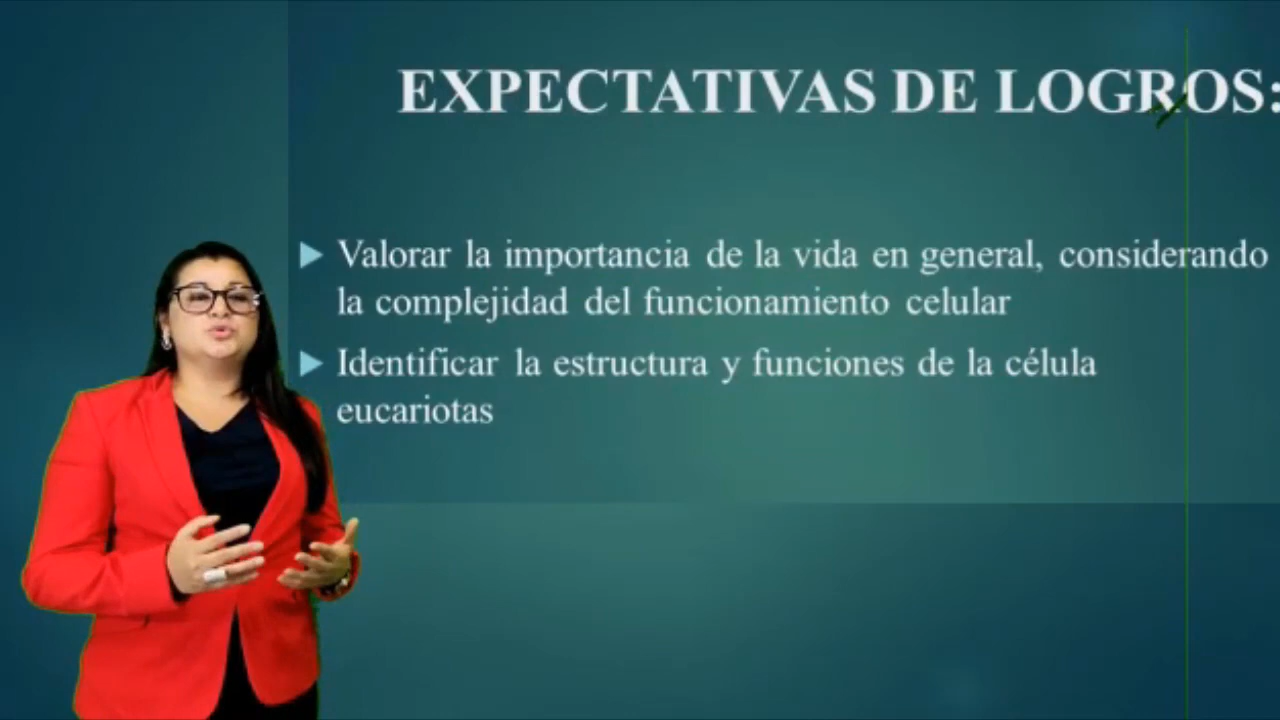 EXPECTATIVAS DE LOGROS:
Valorar la importancia de la vida en general, considerando
la complejidad del funcionamiento celular
Identificar la estructura y funciones de la célula
eucariotas